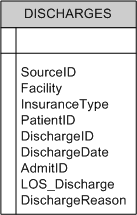 DISCHARGES
SourceID
Facility
InsuranceType
PatientID
DischargeID
DischargeDate
AdmitID
LOS_Discharge
DischargeReason